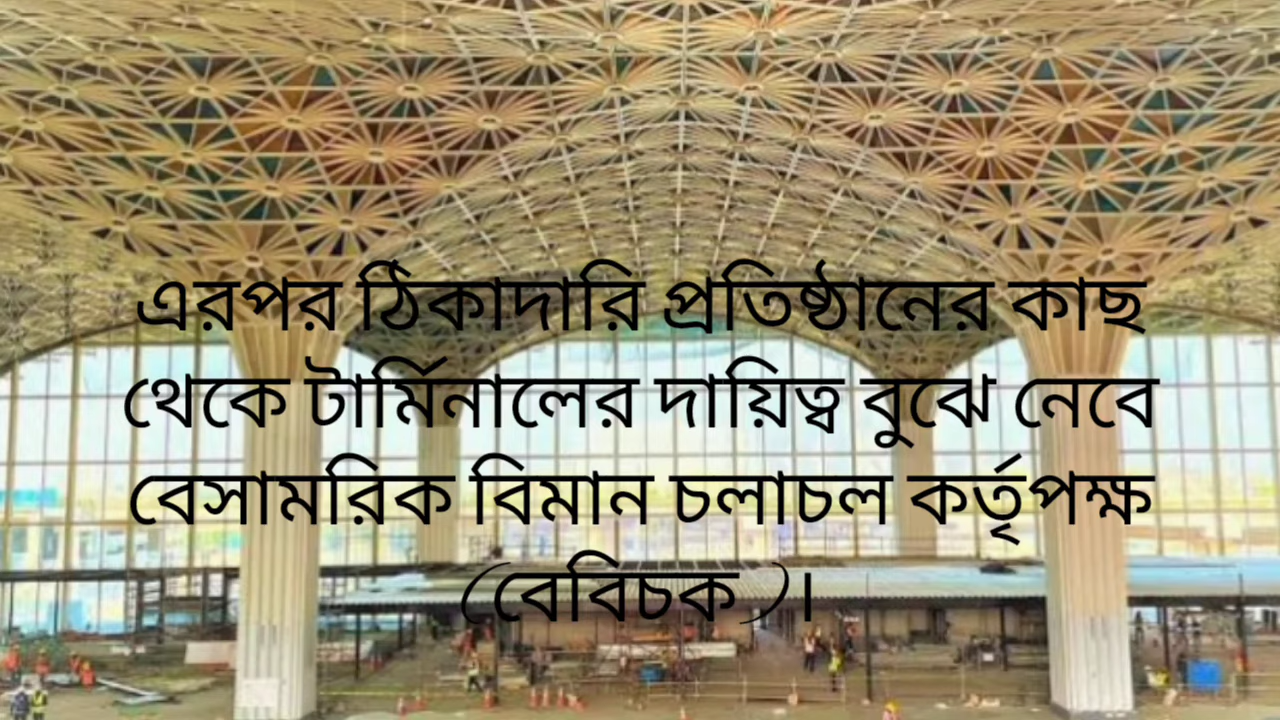 এরপর ঠিকাদারি প্রতিষ্ঠানের কাছ
থেকে টার্মিনালের দায়িত্ব বুঝে নেবে
বেসামরিক বিমান চলাচল কর্তৃপক্ষ
(বেবিচক)।